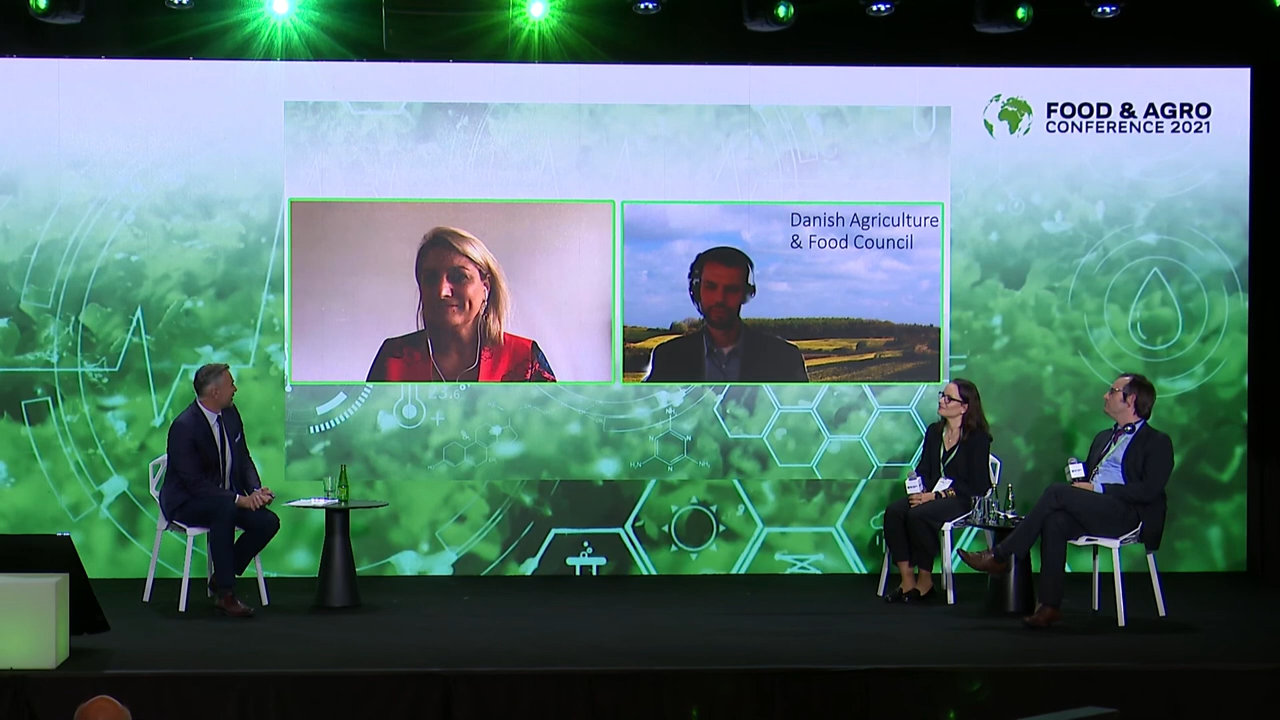 FOOD & AGRO
CONFERENCE 2021
Danish Agriculture
& Food Council